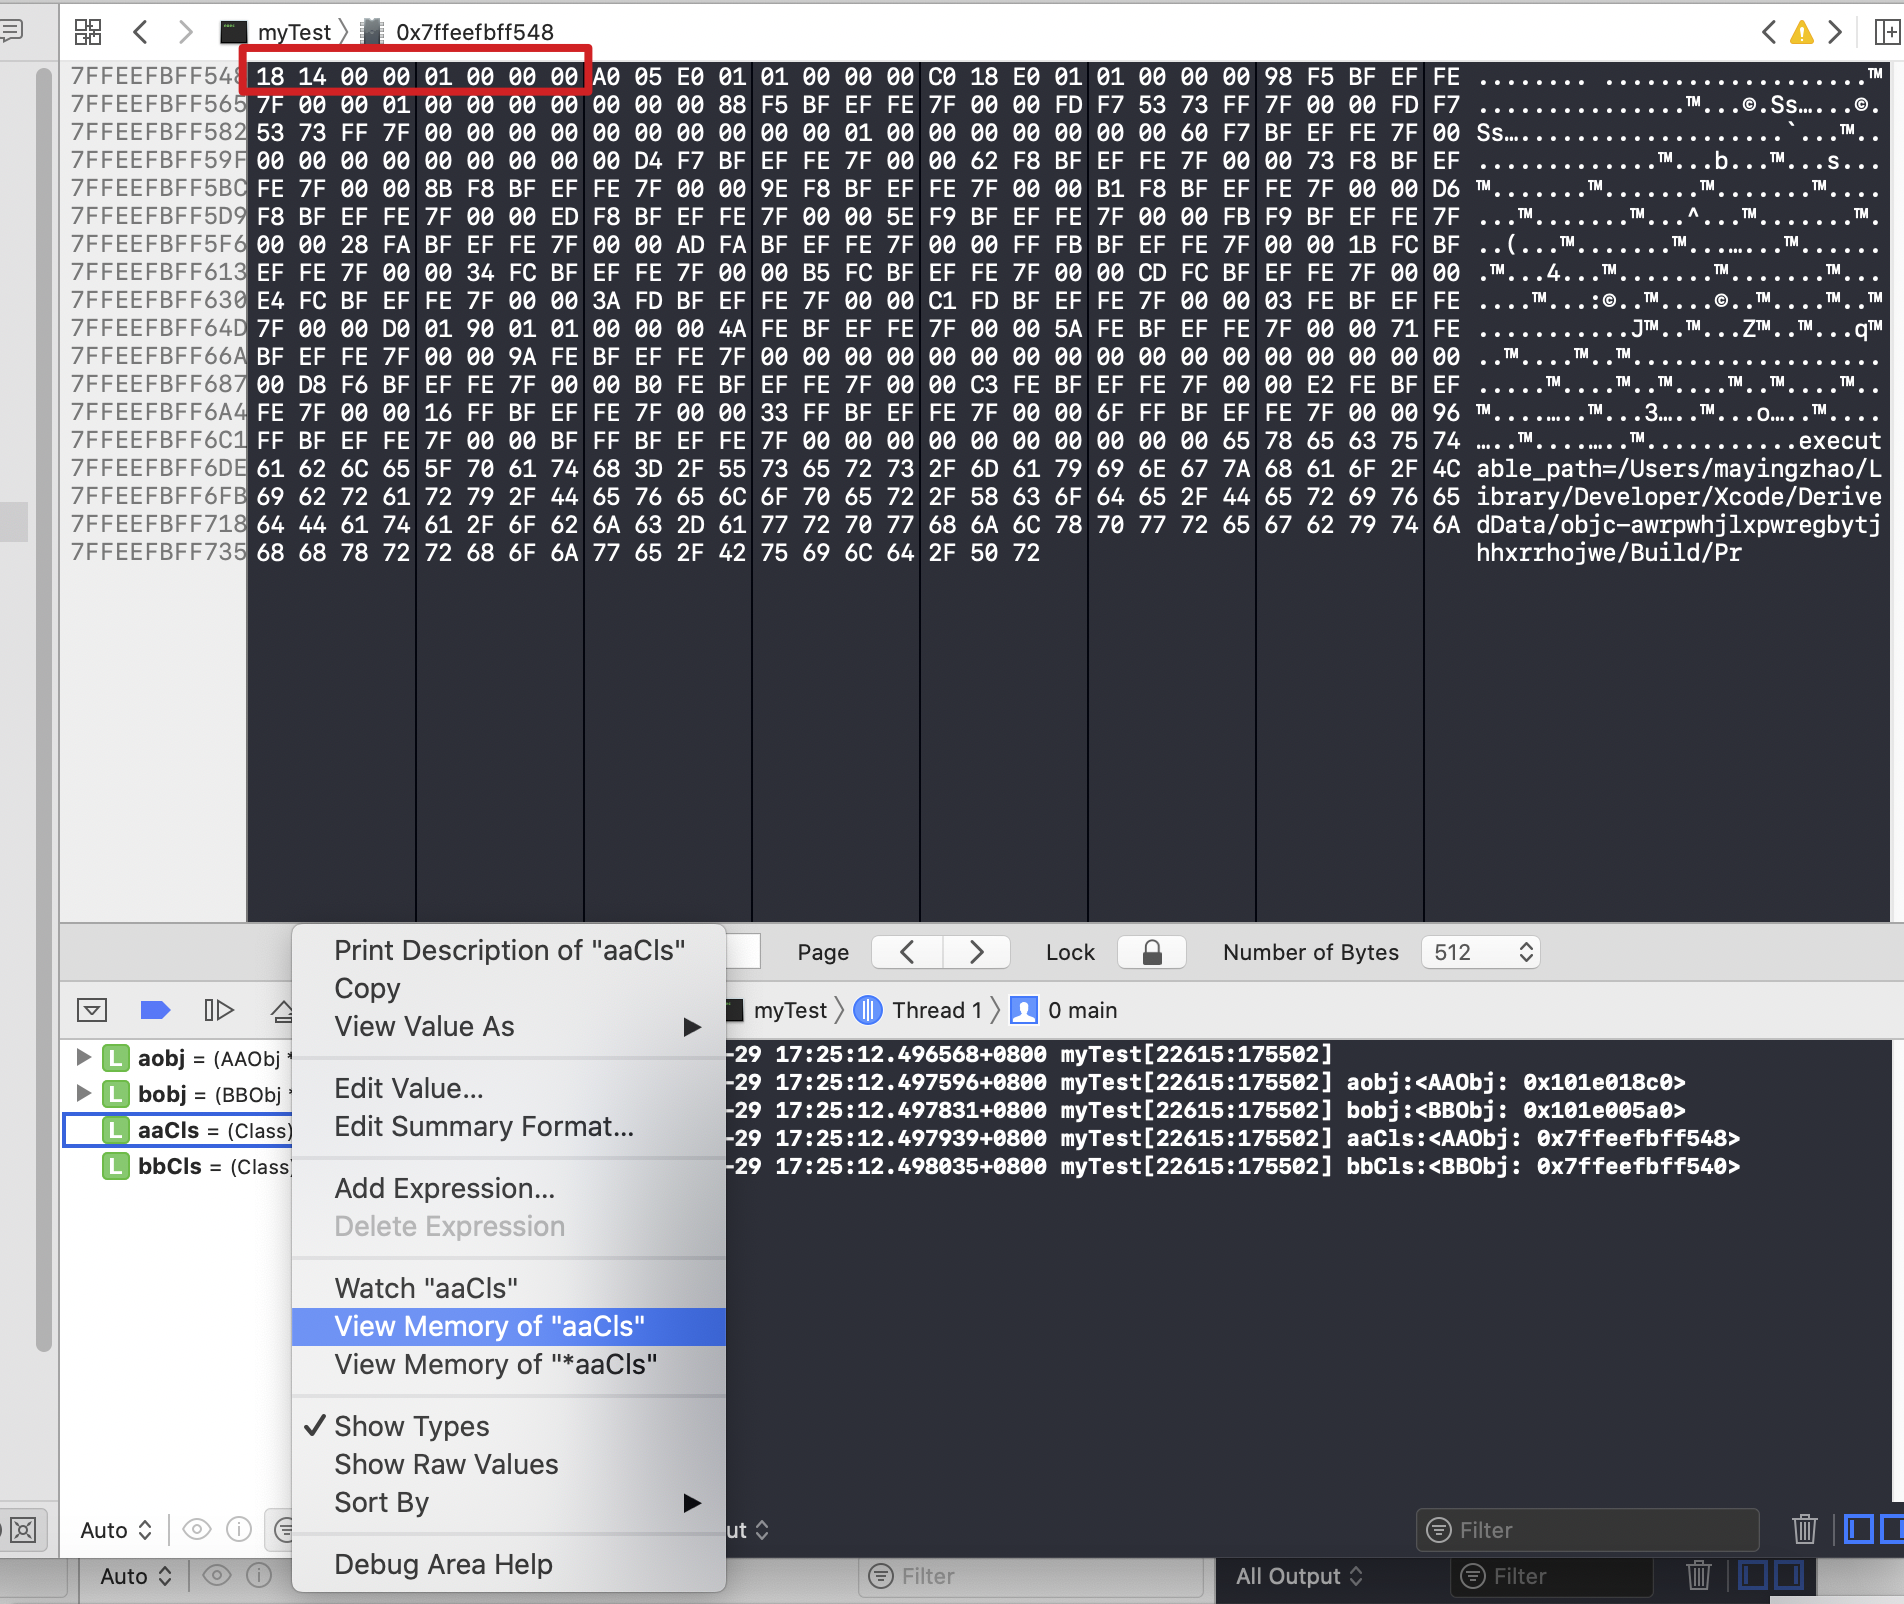 myTest 0x7ffeefbff548
7FFEEFBFF548 18 14 00 00 01 00 00 00 A0 05 E0 01 01 00 00 00 C0 18 E0 01 01 00 00 00 98 F5 BF EF FE ....... .................™
7FFEEFBFF565 7F 00 00 01 00 00 00 00 00 00 00 88 F5 BF EF FE 7F 00 00 FD F7 53 73 FF 7F 00 00 FD F7 ...............™...©.Ss…...©.
7FFEEFBFF582 53 73 FF 7F 00 00 00 00 00 00 00 00 00 00 01 00 00 00 00 00 00 00 60 F7 BF EF FE 7F 00 Ss…...................`...™..
7FFEEFBFF59F 00 00 00 00 00 00 00 00 00 D4 F7 BF EF FE 7F 00 00 62 F8 BF EF FE 7F 00 00 73 F8 BF EF .............™...b...™...s...
7FFEEFBFF5BC FE 7F 00 00 8B F8 BF EF FE 7F 00 00 9E F8 BF EF FE 7F 00 00 B1 F8 BF EF FE 7F 00 00 D6 ™.......™.......™.......™....
7FFEEFBFF5D9 F8 BF EF FE 7F 00 00 ED F8 BF EF FE 7F 00 00 5E F9 BF EF FE 7F 00 00 FB F9 BF EF FE 7F ...™.......™...^...™.......™.
7FFEEFBFF5F6 00 00 28 FA BF EF FE 7F 00 00 AD FA BF EF FE 7F 00 00 FF FB BF EF FE 7F 00 00 1B FC BF ..(...™.......™...…...™......
7FFEEFBFF613 EF FE 7F 00 00 34 FC BF EF FE 7F 00 00 B5 FC BF EF FE 7F 00 00 CD FC BF EF FE 7F 00 00 .™...4...™.......™.......™...
7FFEEFBFF630 E4 FC BF EF FE 7F 00 00 3A FD BF EF FE 7F 00 00 C1 FD BF EF FE 7F 00 00 03 FE BF EF FE ....™...:©..™....©..™....™..™
7FFEEFBFF64D 7F 00 00 D0 01 90 01 01 00 00 00 4A FE BF EF FE 7F 00 00 5A FE BF EF FE 7F 00 00 71 FE ...........J™..™...Z™..™...q™
7FFEEFBFF66A BF EF FE 7F 00 00 9A FE BF EF FE 7F 00 00 00 00 00 00 00 00 00 00 00 00 00 00 00 00 00 ..™....™..™..................
7FFEEFBFF687 00 D8 F6 BF EF FE 7F 00 00 B0 FE BF EF FE 7F 00 00 C3 FE BF EF FE 7F 00 00 E2 FE BF EF .....™....™..™....™..™....™..
7FFEEFBFF6A4 FE 7F 00 00 16 FF BF EF FE 7F 00 00 33 FF BF EF FE 7F 00 00 6F FF BF EF FE 7F 00 00 96 ™....…..™...3…..™...o…..™....
7FFEEFBFF6C1 FF BF EF FE 7F 00 00 BF FF BF EF FE 7F 00 00 00 00 00 00 00 00 00 00 65 78 65 63 75 74 …..™....…..™...........execut
7FFEEFBFF6DE 61 62 6C 65 5F 70 61 74 68 3D 2F 55 73 65 72 73 2F 6D 61 79 69 6E 67 7A 68 61 6F 2F 4C able_path=/Users/mayingzhao/L
7FFEEFBFF6FB 69 62 72 61 72 79 2F 44 65 76 65 6C 6F 70 65 72 2F 58 63 6F 64 65 2F 44 65 72 69 76 65 ibrary/Developer/Xcode/Derive
7FFEEFBFF718 64 44 61 74 61 2F 6F 62 6A 63 2D 61 77 72 70 77 68 6A 6C 78 70 77 72 65 67 62 79 74 6A dData/objc-awrpwhjlxpwregbytj
7FFEEFBFF735 68 68 78 72 72 68 6F 6A 77 65 2F 42 75 69 6C 64 2F 50 72 hhxrrhojwe/Build/Pr
Page Lock Number of Bytes 512
myTest Thread 1 0 main
aobj = (AAObj *
bobj = (BBObj *
aaCls = (Class)
bbCls = (Class)
Print Description of "aaCls"
Copy
View Value As
Edit Value...
Edit Summary Format...
Add Expression...
Delete Expression
Watch "aaCls"
View Memory of "aaCls"
View Memory of "*aaCls"
Show Types
Show Raw Values
Sort By
Debug Area Help
-29 17:25:12.496568+0800 myTest[22615:175502]
-29 17:25:12.497596+0800 myTest[22615:175502] aobj:<AAObj: 0x101e018c0>
-29 17:25:12.497831+0800 myTest[22615:175502] bobj:<BBObj: 0x101e005a0>
-29 17:25:12.497939+0800 myTest[22615:175502] aaCls:<AAObj: 0x7ffeefbff548>
-29 17:25:12.498035+0800 myTest[22615:175502] bbCls:<BBObj: 0x7ffeefbff540>
Auto ut Filter
Auto Filter All Output Filter